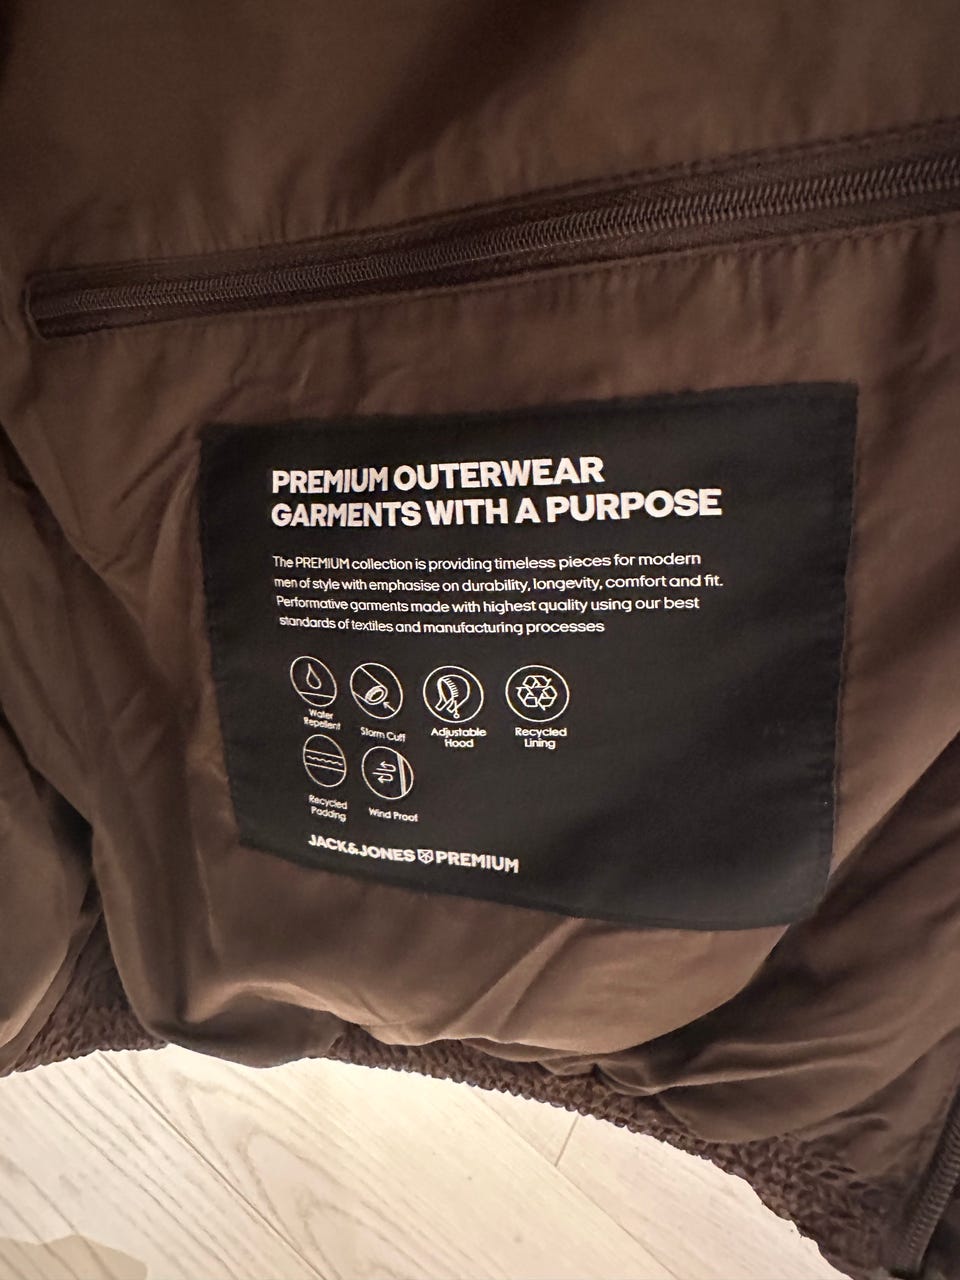 PREMIUM OUTERWEAR
GARMENTS WITH A PURPOSE
The PREMIUM collection is providing timeless pieces for modern
men of style with emphasise on durability, longevity, comfort and fit.
Performative garments made with highest quality using our best
standards of textiles and manufacturing processes
Water
Repellent
Storm Cuff
Adjustable
Hood
Recycled
Lining
Recycled
Padding
Wind Proof
JACK&JONES PREMIUM